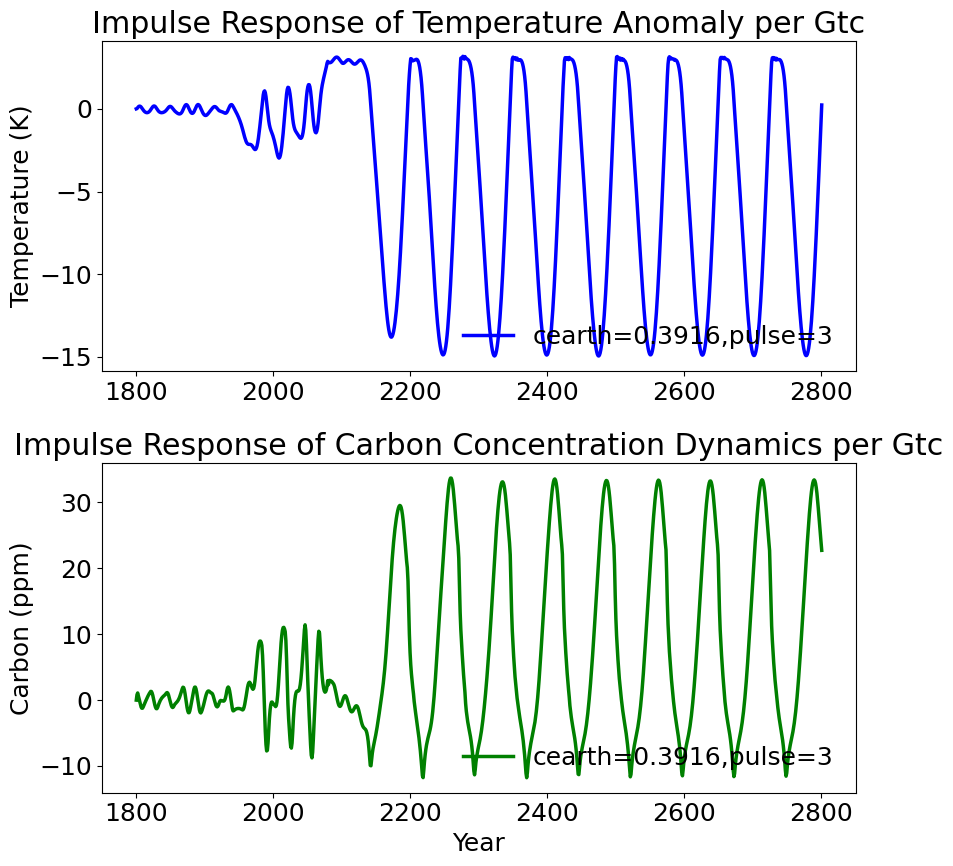 Impulse Response of Temperature Anomaly per Gtc
Temperature (K)
0
−5
−10
−15
cearth=0.3916,pulse=3
1800 2000 2200 2400 2600 2800
Impulse Response of Carbon Concentration Dynamics per Gtc
Carbon (ppm)
30
20
10
0
−10
cearth=0.3916,pulse=3
1800 2000 2200 2400 2600 2800
Year